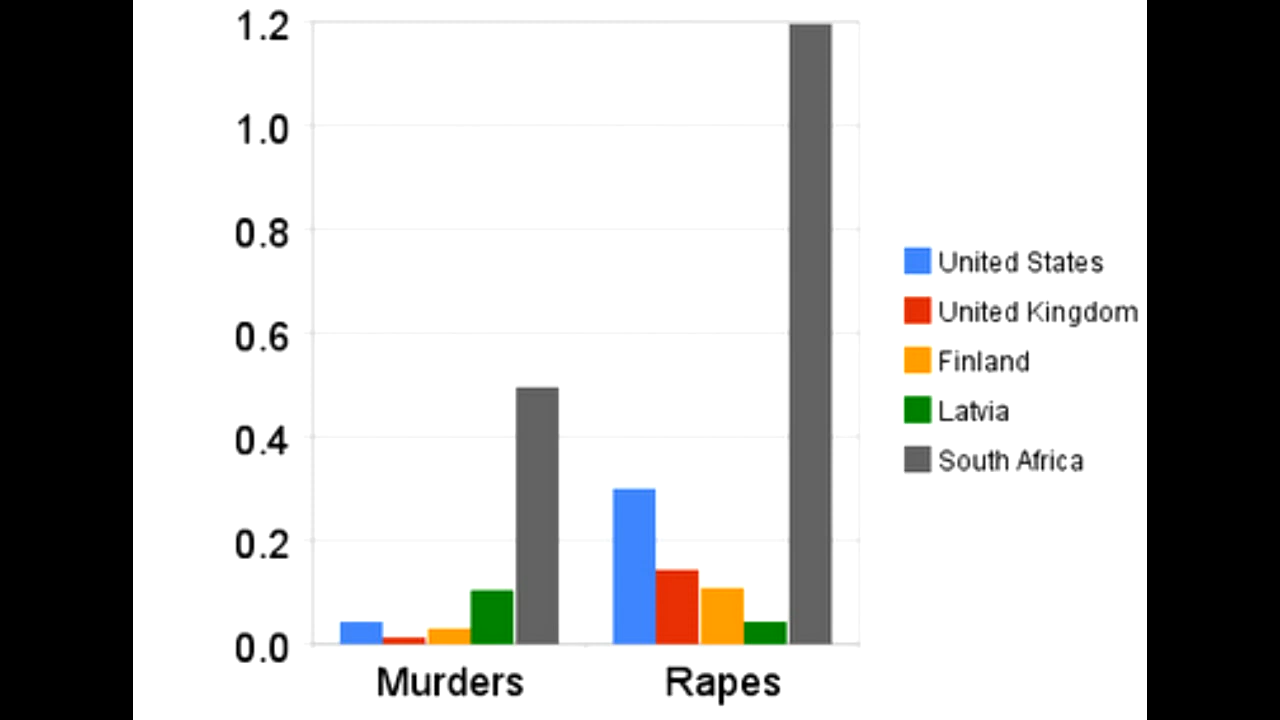 1.2
1.0
0.8
0.6
0.4
0.2
0.0
Murders Rapes
United States
United Kingdom
Finland
Latvia
South Africa